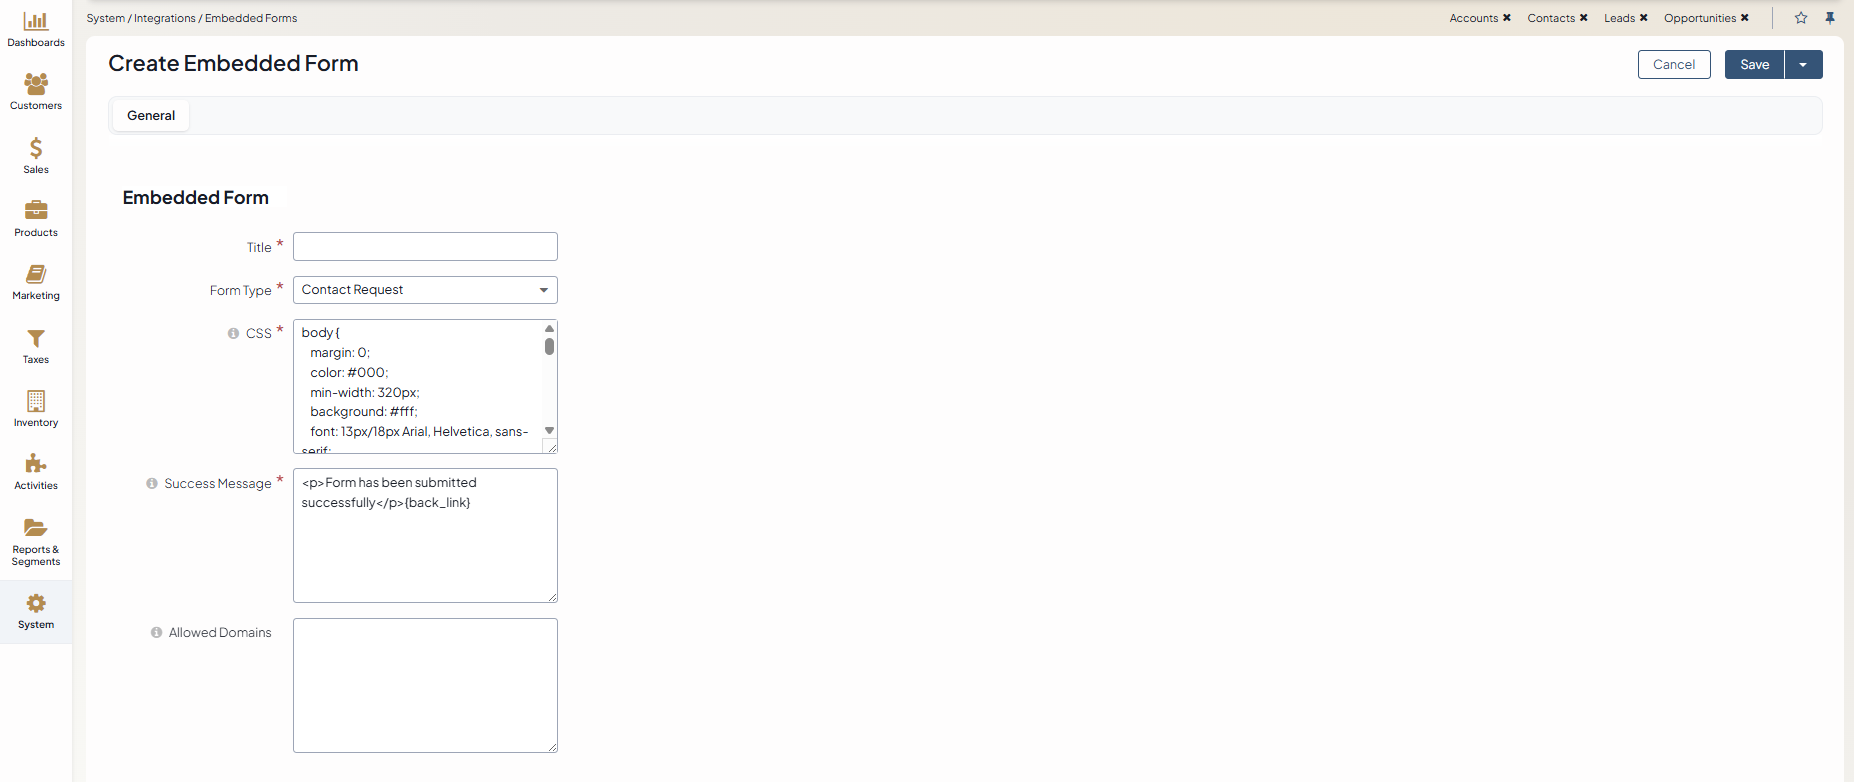 System / Integrations / Embedded Forms
Accounts ✖ Contacts ✖ Leads ✖ Opportunities ✖
Dashboards
Customers
Sales
Products
Marketing
Taxes
Inventory
Activities
Reports &
Segments
System
Create Embedded Form
Cancel
Save
General
Embedded Form
Title *
Form Type *
Contact Request
CSS *
body {
margin: 0;
color: #000;
min-width: 320px;
background: #fff;
font: 13px/18px Arial, Helvetica, sans-
serif;
Success Message *
<p>Form has been submitted
successfully</p>{back_link}
Allowed Domains